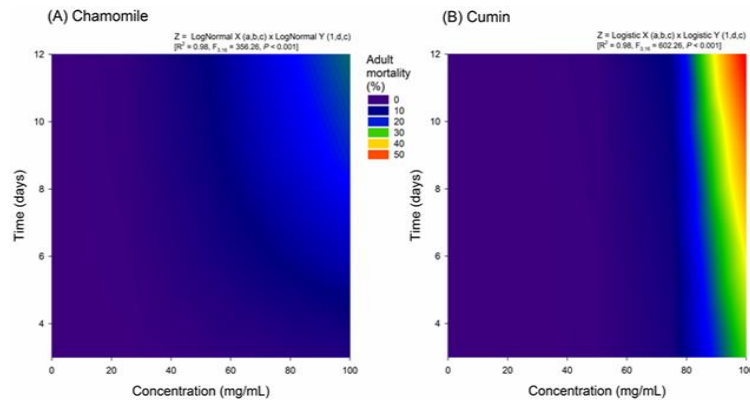 (A) Chamomile
Z = LogNormal X (a,b,c) x LogNormal Y (1,d,c)
[R² = 0.98, F₃,₁₆ = 356.26, P < 0.001]
12
10
8
6
4
0
20
40
60
80
100
Time (days)
Concentration (mg/mL)
Adult
mortality
(%)
0
10
20
30
40
50
(B) Cumin
Z = Logistic X (a,b,c) x Logistic Y (1,d,c)
[R² = 0.98, F₃,₁₆ = 602.26, P < 0.001]
12
10
8
6
4
0
20
40
60
80
100
Time (days)
Concentration (mg/mL)